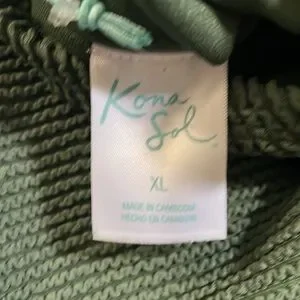 Kona
Sol
XL
MADE IN CAMBODIA
HECHO EN CAMBOYA